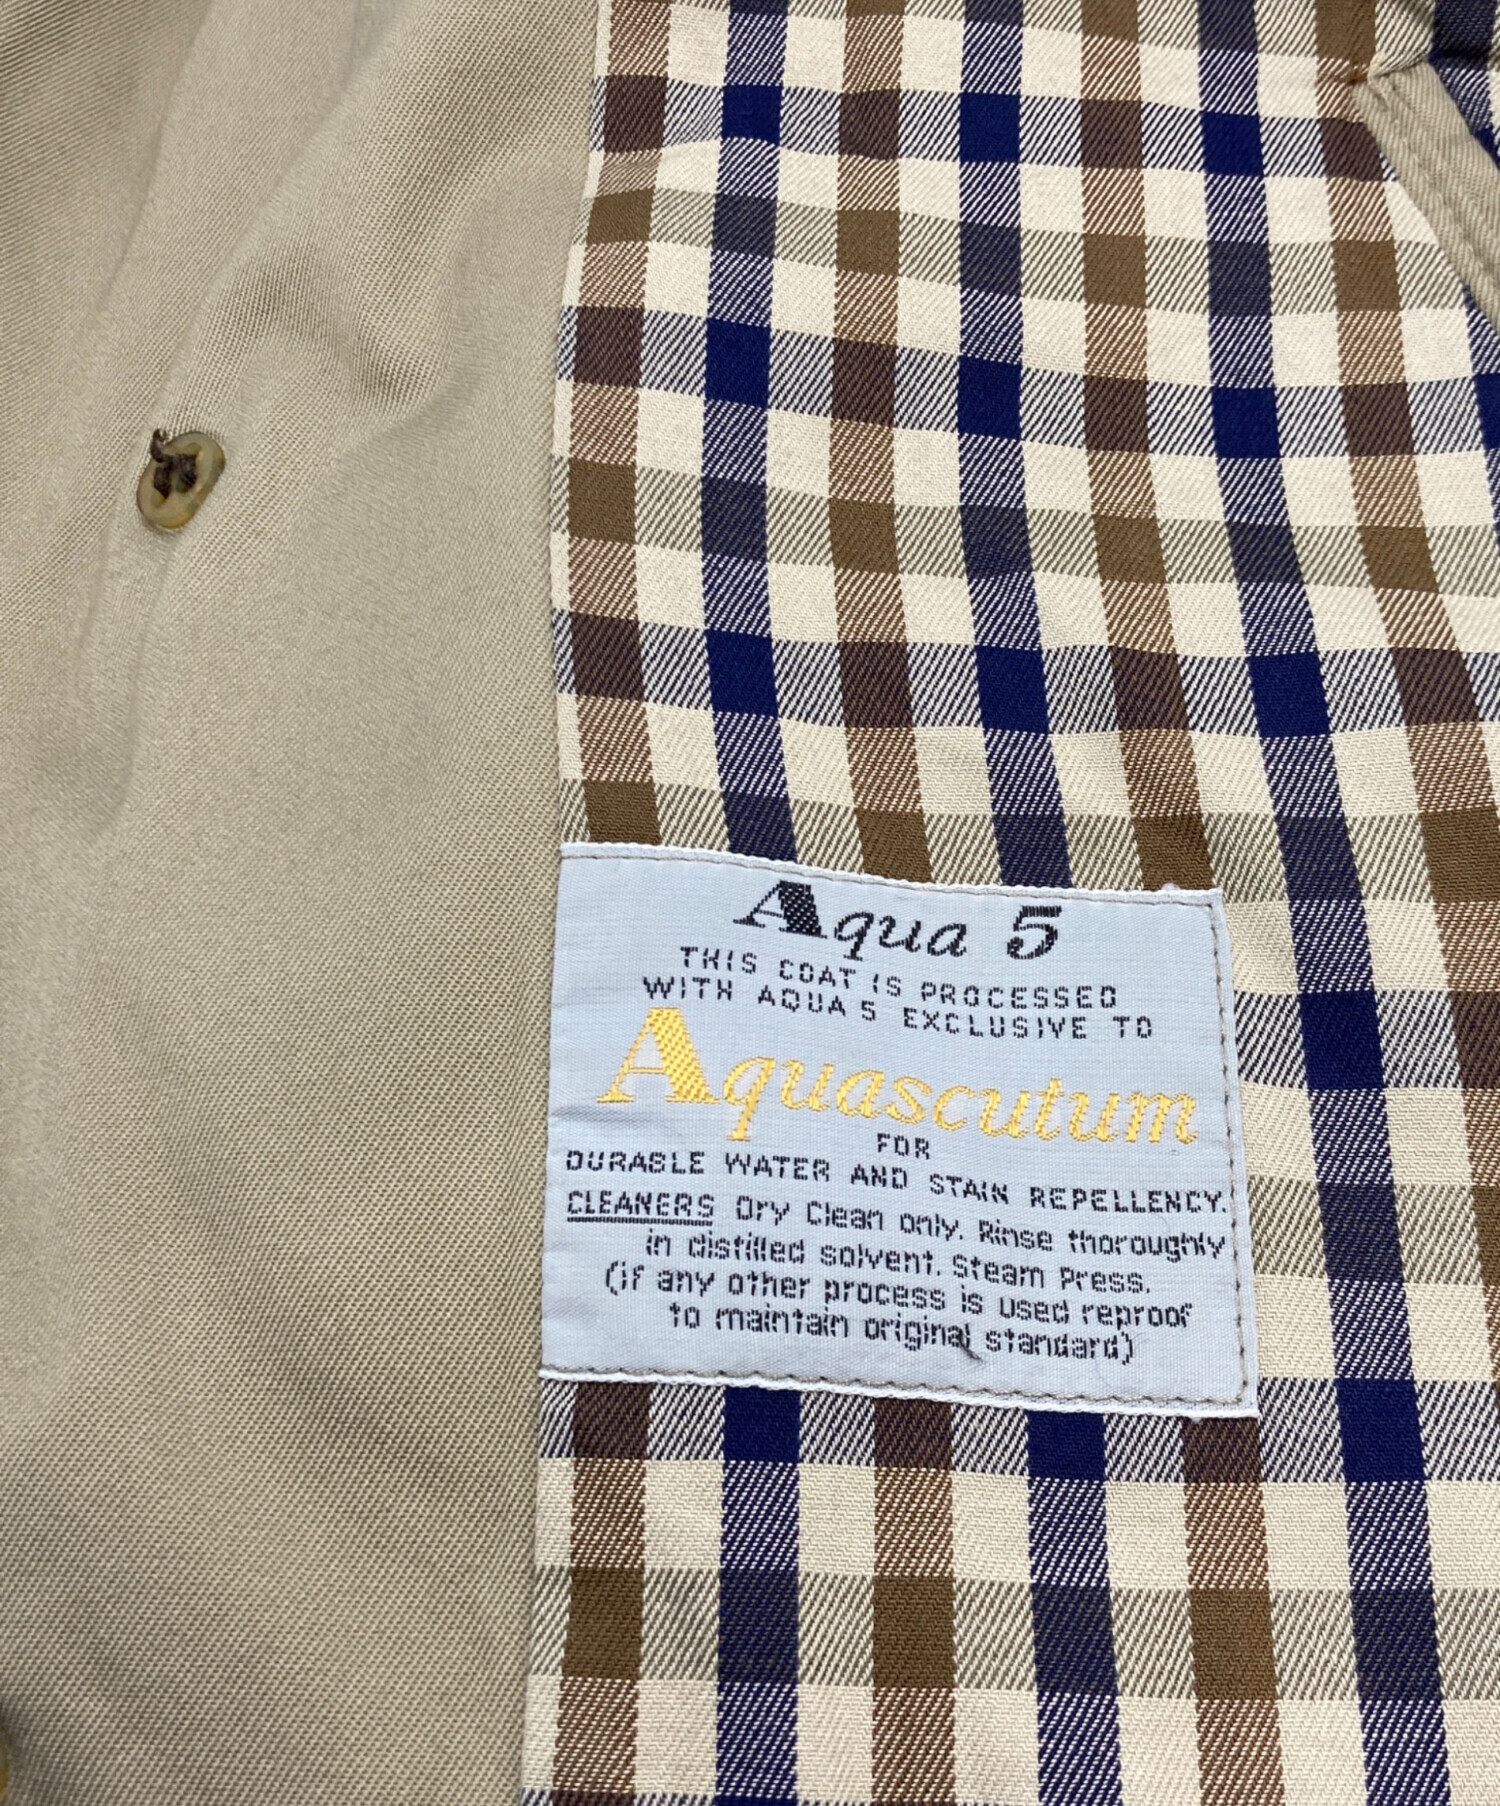 Aqua 5
THIS COAT IS PROCESSED
WITH AQUA 5 EXCLUSIVE TO
Aquascutum
FOR
DURABLE WATER AND STAIN REPELLENCY.
CLEANERS Dry Clean only. Rinse thoroughly
in distilled solvent. Steam Press.
(if any other process is used reproof
to maintain original standard)